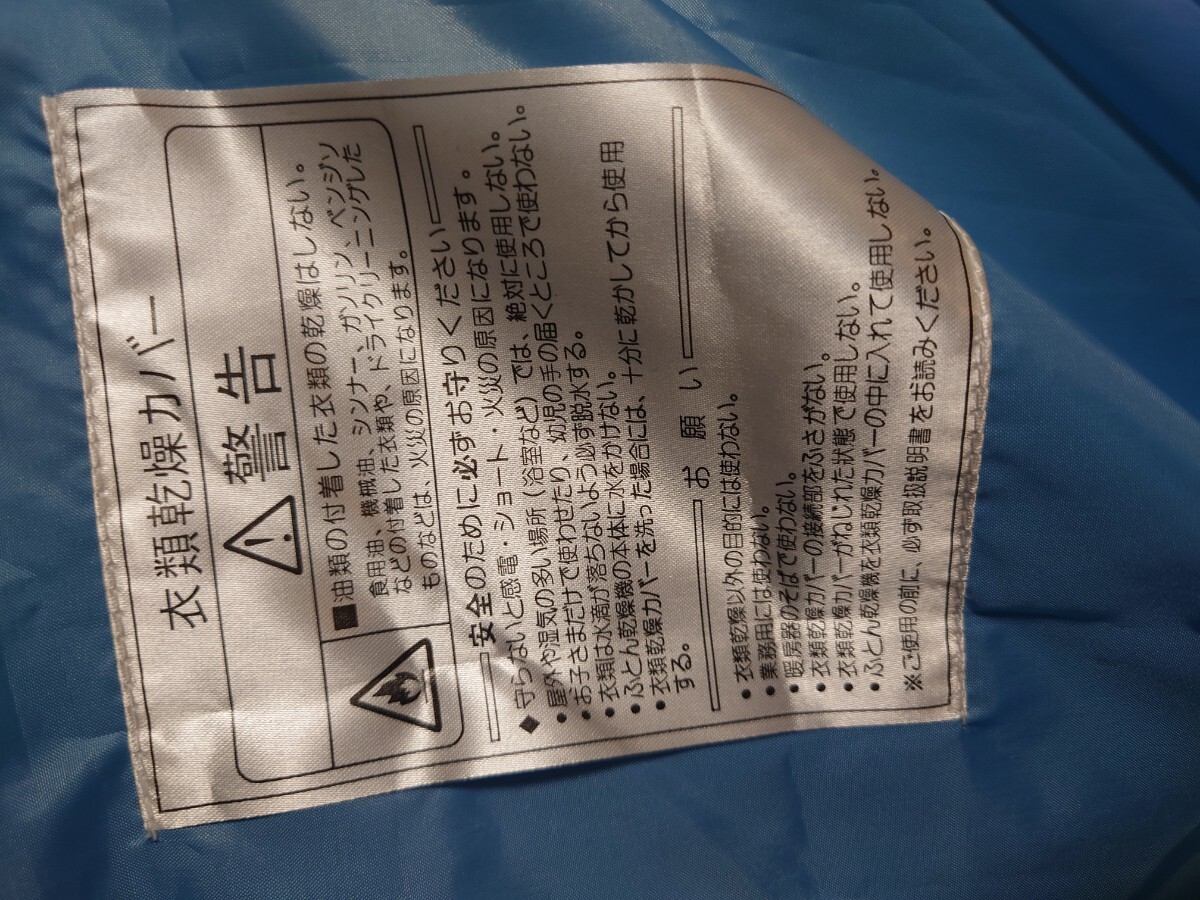 衣類乾燥カバー
警告
■油類の付着した衣類の乾燥はしない。
食用油、機械油、シンナー、ガソリン、ベンジン
などの付着した衣類や、ドライクリーニングした
ものなどは、火災の原因になります。
安全のために必ずお守りください
◆守らないと感電・ショート・火災の原因になります。
•屋外や湿気の多い場所(浴室など)では、絶対に使用しない。
•お子さまだけで使わせたり、幼児の手の届くところで使わない。
•衣類は水滴が落ちないよう必ず脱水する。
•ふとん乾燥機の本体に水をかけない。
•衣類乾燥カバーを洗った場合には、十分に乾かしてから使用
する。
お願い
•衣類乾燥以外の目的には使わない。
•業務用には使わない。
•暖房器のそばで使わない。
•衣類乾燥カバーの接続部をふさがない。
•衣類乾燥カバーがねじれた状態で使用しない。
•ふとん乾燥機を衣類乾燥カバーの中に入れて使用しない。
※ご使用の前に、必ず取扱説明書をお読みください。